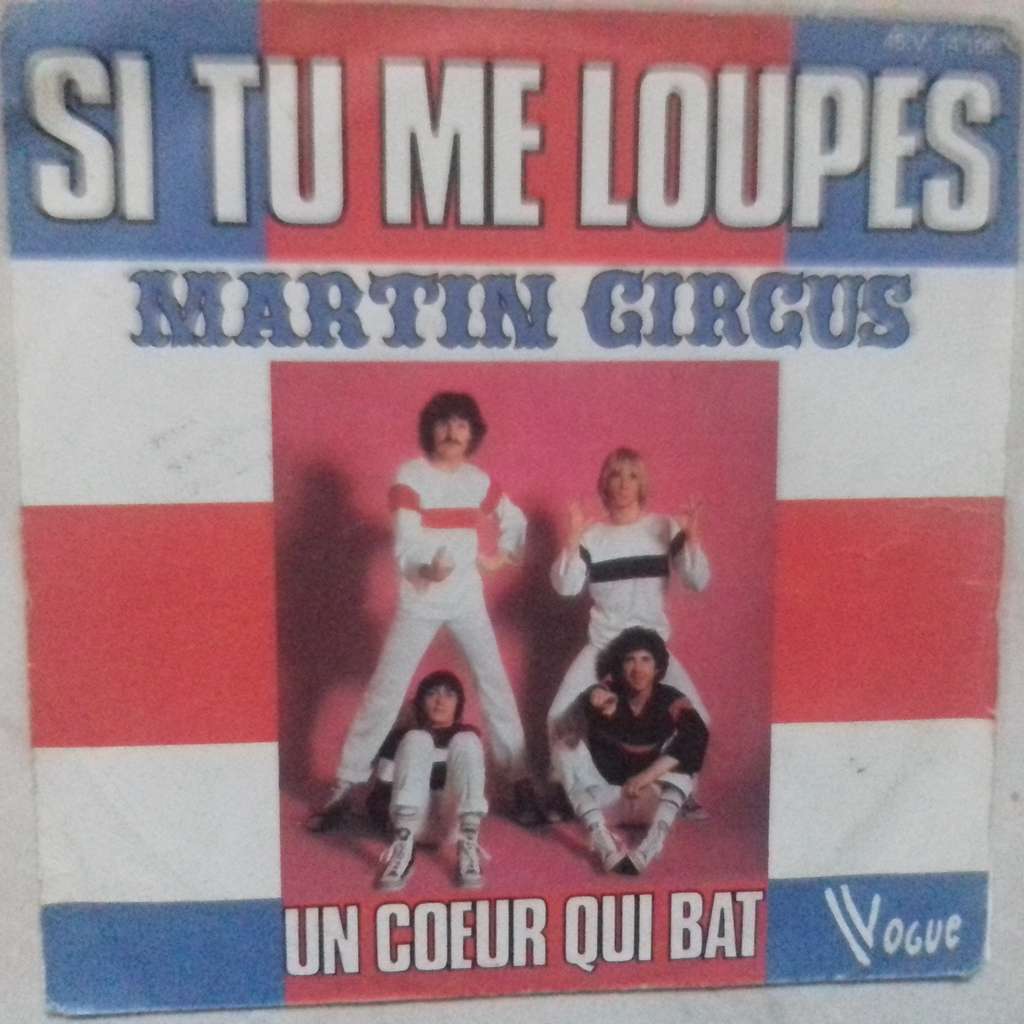 SI TU ME LOUPES
MARTIN CIRCUS
UN COEUR QUI BAT
VOGUE